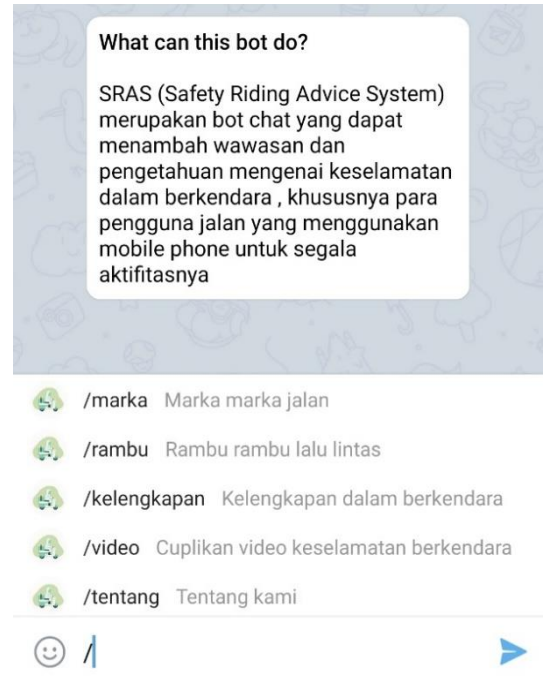 What can this bot do?
SRAS (Safety Riding Advice System)
merupakan bot chat yang dapat
menambah wawasan dan
pengetahuan mengenai keselamatan
dalam berkendara , khususnya para
pengguna jalan yang menggunakan
mobile phone untuk segala
aktifitasnya
/marka Marka marka jalan
/rambu Rambu rambu lalu lintas
/kelengkapan Kelengkapan dalam berkendara
/video Cuplikan video keselamatan berkendara
/tentang Tentang kami
/